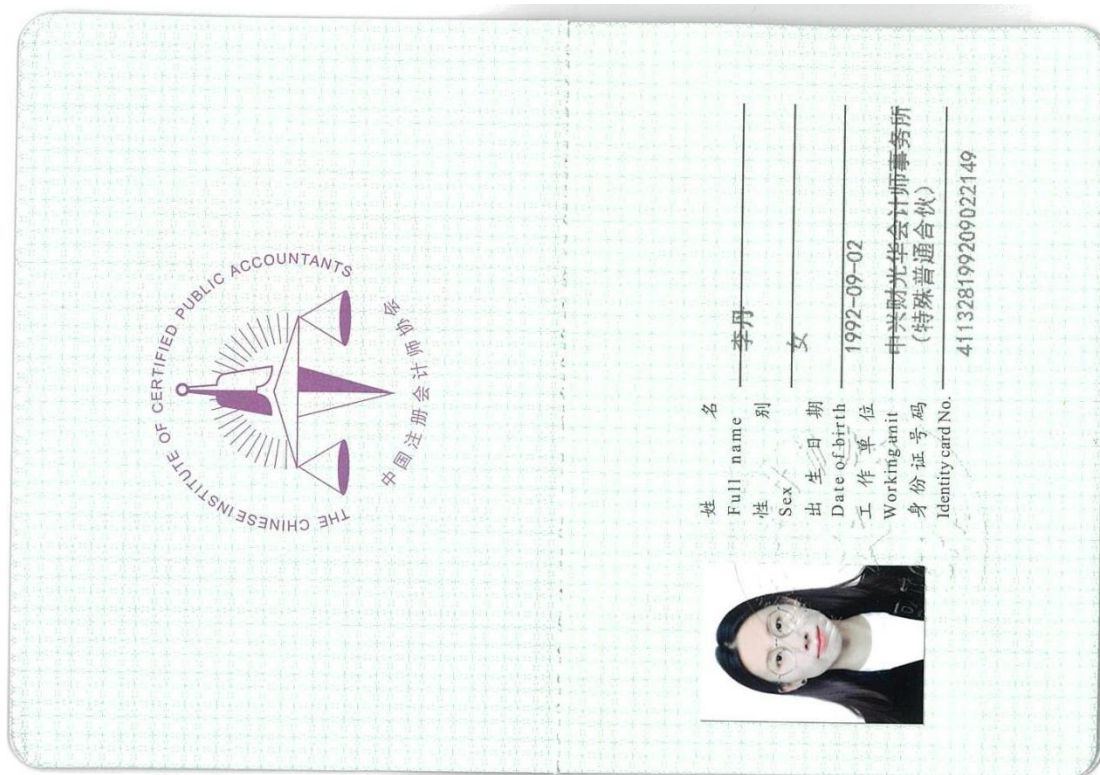 THE CHINESE INSTITUTE OF CERTIFIED PUBLIC ACCOUNTANTS
中国注册会计师协会
姓名 李丹
Full name
性别 女
Sex
出生日期 1992-09-02
Date of birth
工作单位 中兴财光华会计师事务所
Working unit (特殊普通合伙)
身份证号码
Identity card No. 411328199209022149